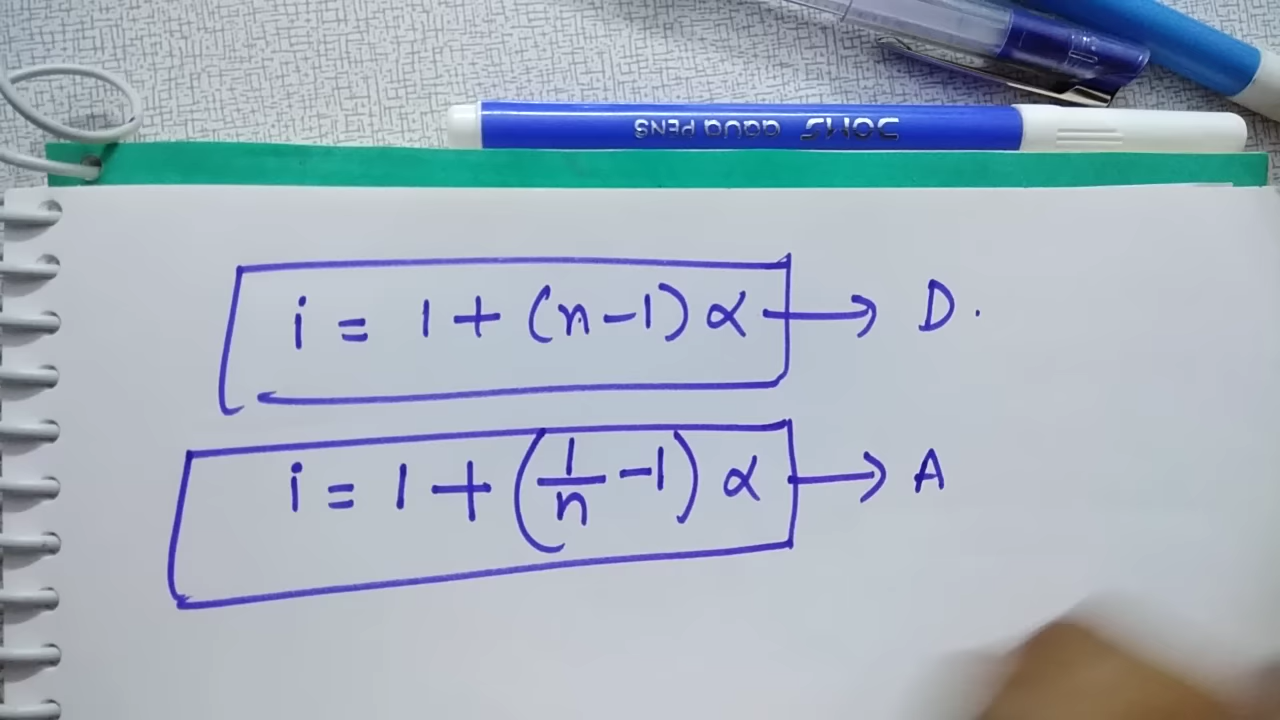 DOMS AQUA PENS
i = 1 + (n-1) α → D.
i = 1 + (1/n - 1) α → A